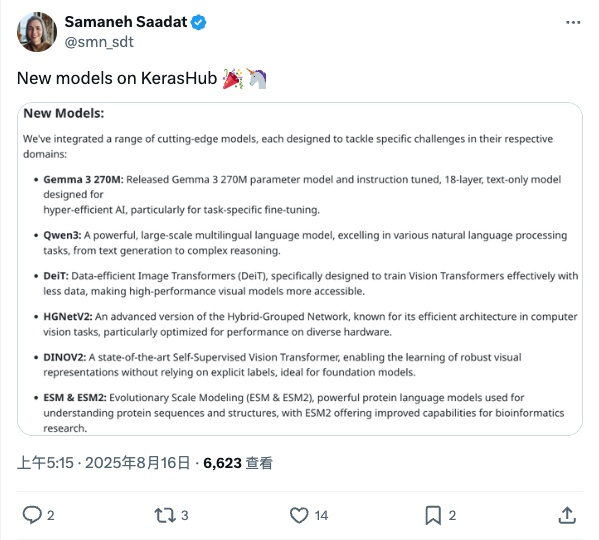 Samaneh Saadat
@smn_sdt
New models on KerasHub 🎉🦄
New Models:
We've integrated a range of cutting-edge models, each designed to tackle specific challenges in their respective
domains:
• Gemma 3 270M: Released Gemma 3 270M parameter model and instruction tuned, 18-layer, text-only model
designed for
hyper-efficient AI, particularly for task-specific fine-tuning.
• Qwen3: A powerful, large-scale multilingual language model, excelling in various natural language processing
tasks, from text generation to complex reasoning.
• DeiT: Data-efficient Image Transformers (DeiT), specifically designed to train Vision Transformers effectively with
less data, making high-performance visual models more accessible.
• HGNetV2: An advanced version of the Hybrid-Grouped Network, known for its efficient architecture in computer
vision tasks, particularly optimized for performance on diverse hardware.
• DINOV2: A state-of-the-art Self-Supervised Vision Transformer, enabling the learning of robust visual
representations without relying on explicit labels, ideal for foundation models.
• ESM & ESM2: Evolutionary Scale Modeling (ESM & ESM2), powerful protein language models used for
understanding protein sequences and structures, with ESM2 offering improved capabilities for bioinformatics
research.
上午5:15 · 2025年8月16日 · 6,623 查看
2 3 14 2